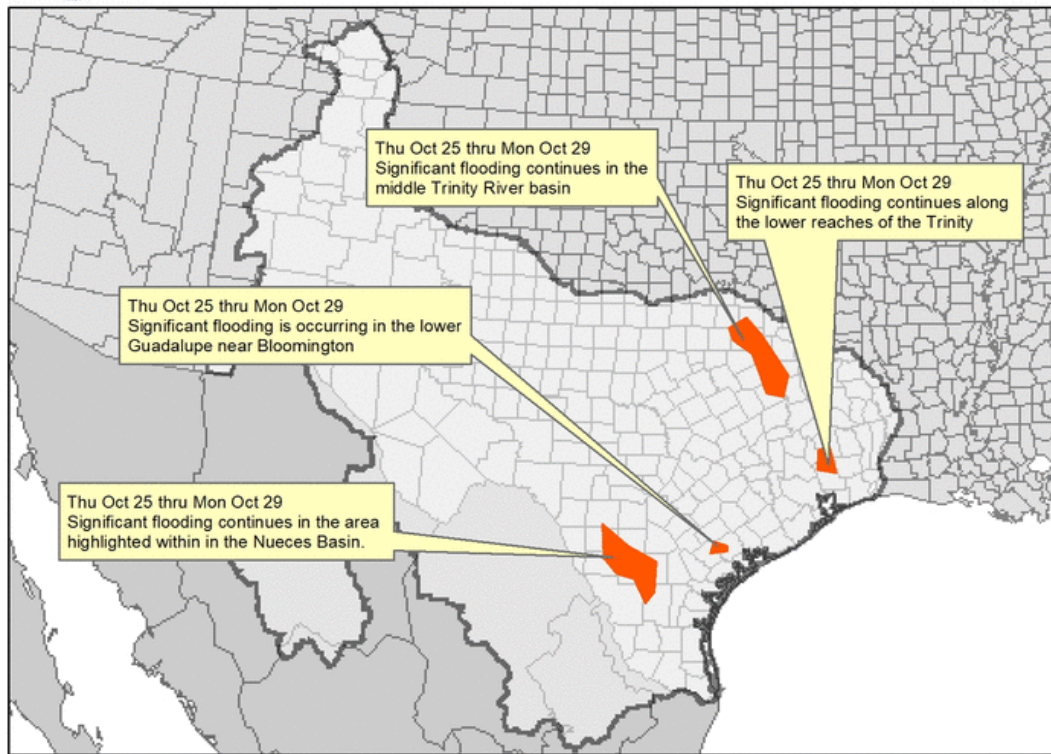 Thu Oct 25 thru Mon Oct 29
Significant flooding continues in the
middle Trinity River basin
Thu Oct 25 thru Mon Oct 29
Significant flooding continues along
the lower reaches of the Trinity
Thu Oct 25 thru Mon Oct 29
Significant flooding is occurring in the lower
Guadalupe near Bloomington
Thu Oct 25 thru Mon Oct 29
Significant flooding continues in the area
highlighted within in the Nueces Basin.